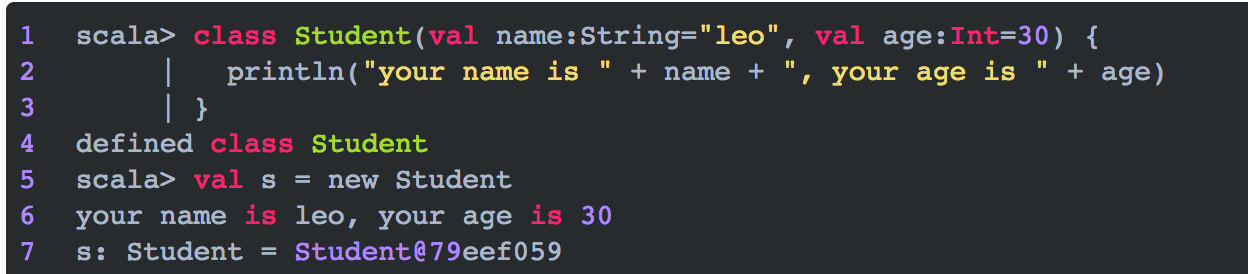 1 scala> class Student(val name:String="leo", val age:Int=30) {
2      |   println("your name is " + name + ", your age is " + age)
3      | }
4 defined class Student
5 scala> val s = new Student
6 your name is leo, your age is 30
7 s: Student = Student@79eef059